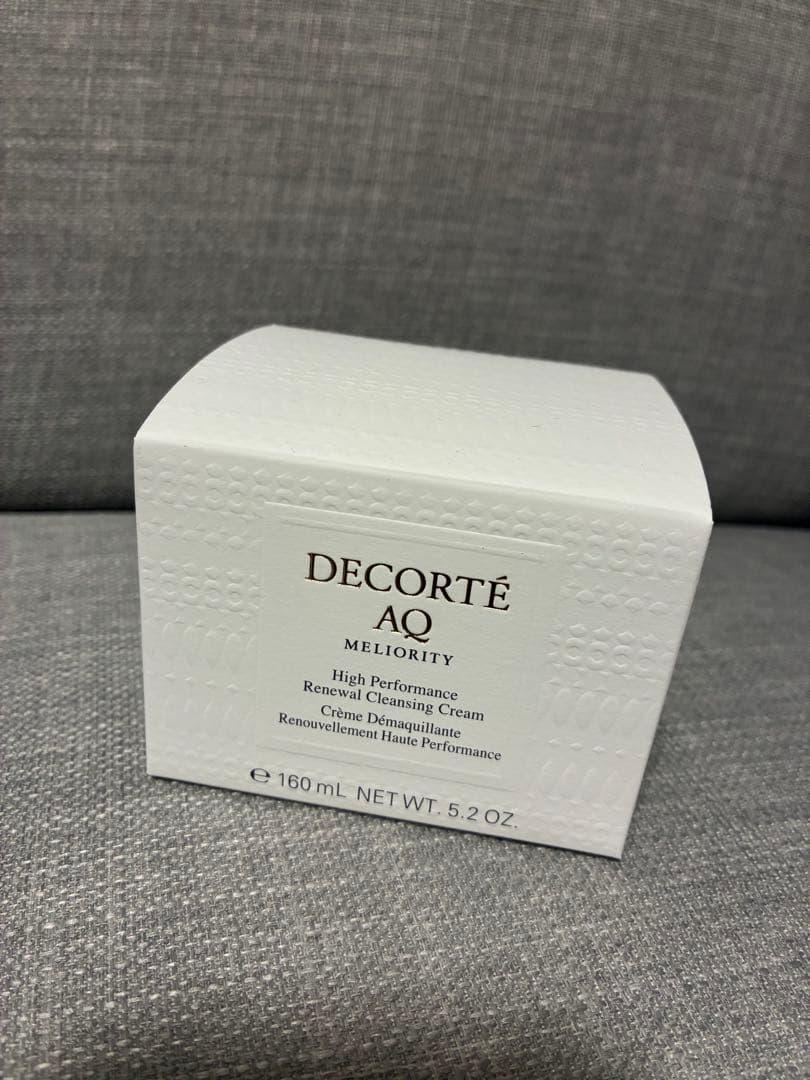 DECORTÉ
AQ
MELIORITY
High Performance
Renewal Cleansing Cream
Crème Démaquillante
Renouvellement Haute Performance
℮ 160 mL NET WT. 5.2 OZ.